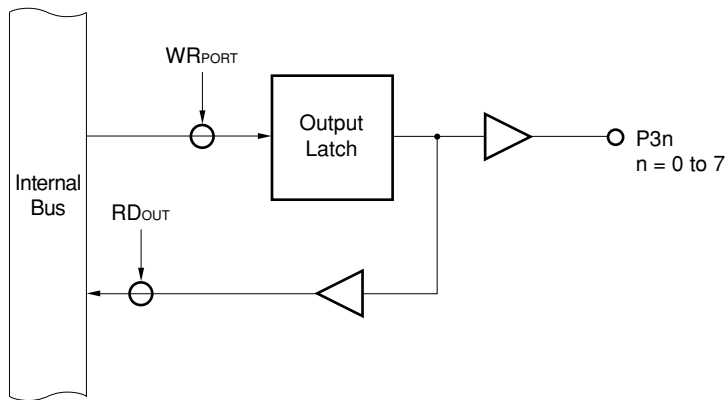 WRPORT
Output
Latch
P3n
n = 0 to 7
Internal
Bus
RDOUT